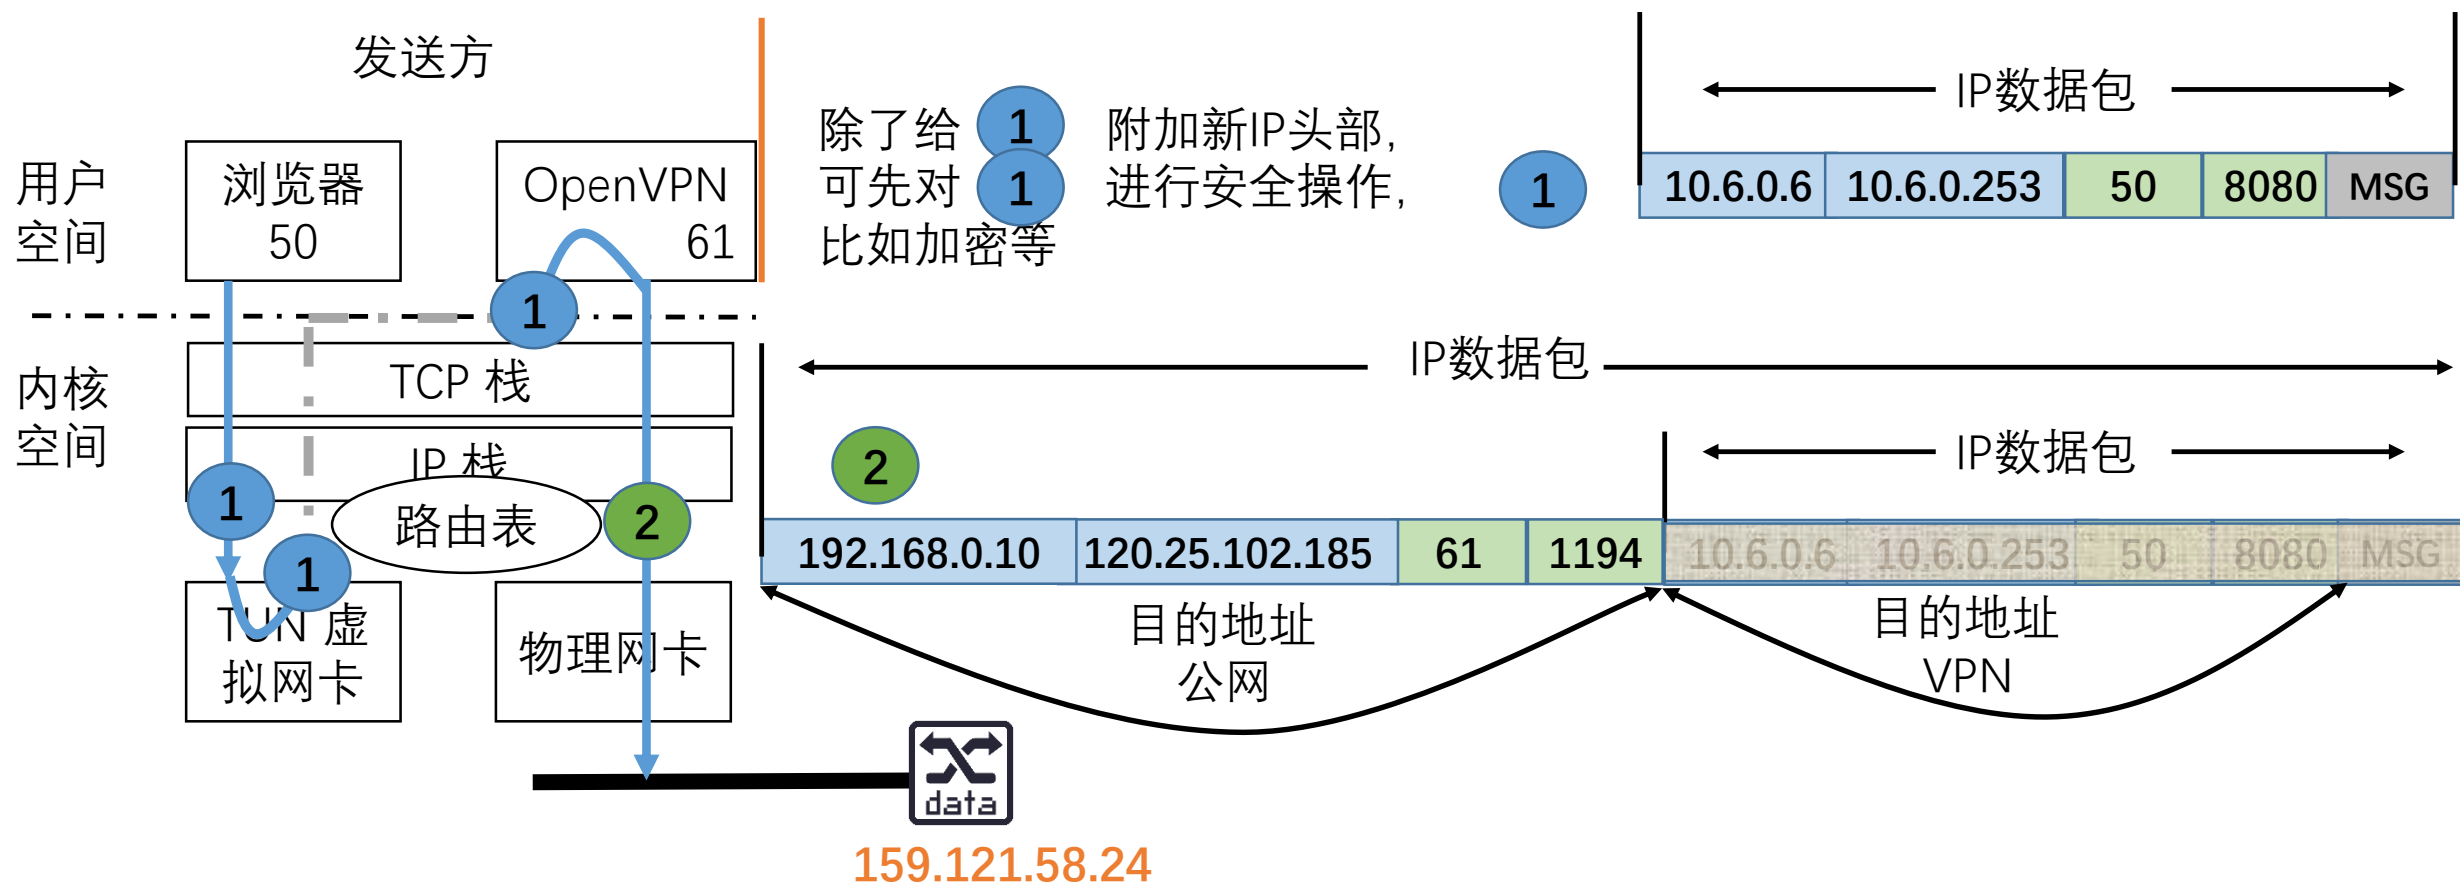 发送方
用户
空间
浏览器
50
OpenVPN
61
除了给 1 附加新IP头部,
可先对 1 进行安全操作,
比如加密等
IP数据包
1
10.6.0.6 10.6.0.253 50 8080 MSG
1
内核
空间
TCP 栈
IP 栈
路由表
1
1
2
TUN 虚
拟网卡
物理网卡
IP数据包
IP数据包
2
192.168.0.10 120.25.102.185 61 1194 10.6.0.6 10.6.0.253 50 8080 MSG
目的地址
公网
目的地址
VPN
data
159.121.58.24